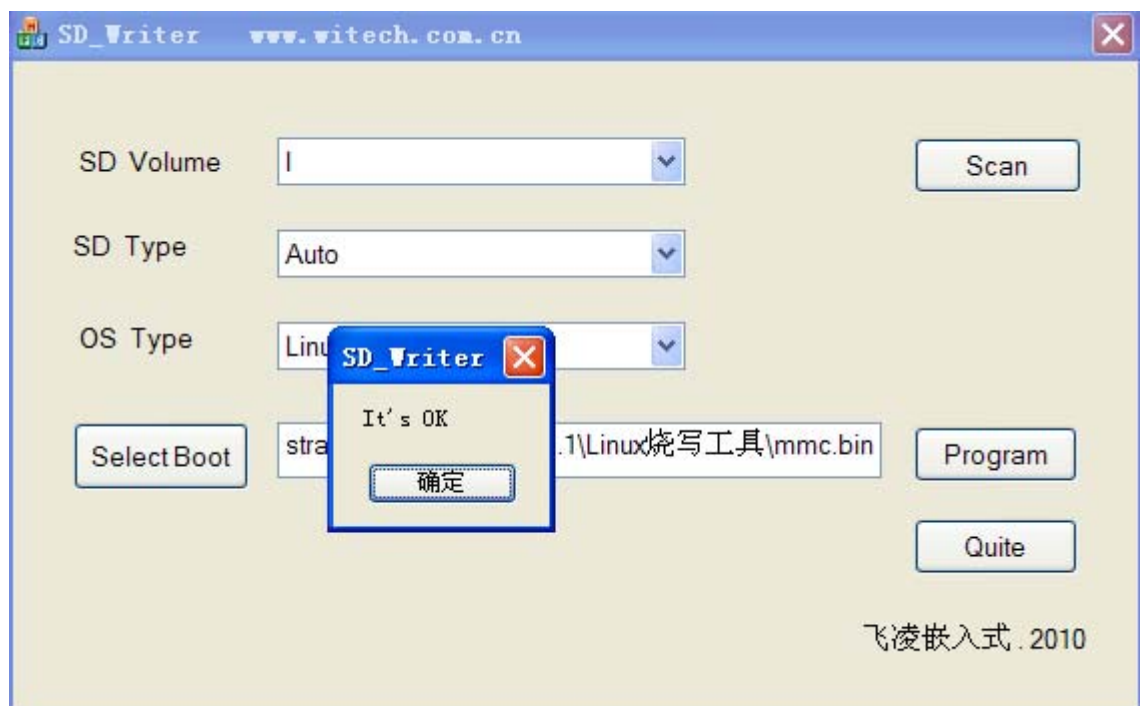 SD_Writer www.witech.com.cn
SD Volume I Scan
SD Type Auto
OS Type
SD_Writer
It's OK
确定
Select Boot .1\Linux烧写工具\mmc.bin Program
Quite
飞凌嵌入式 . 2010